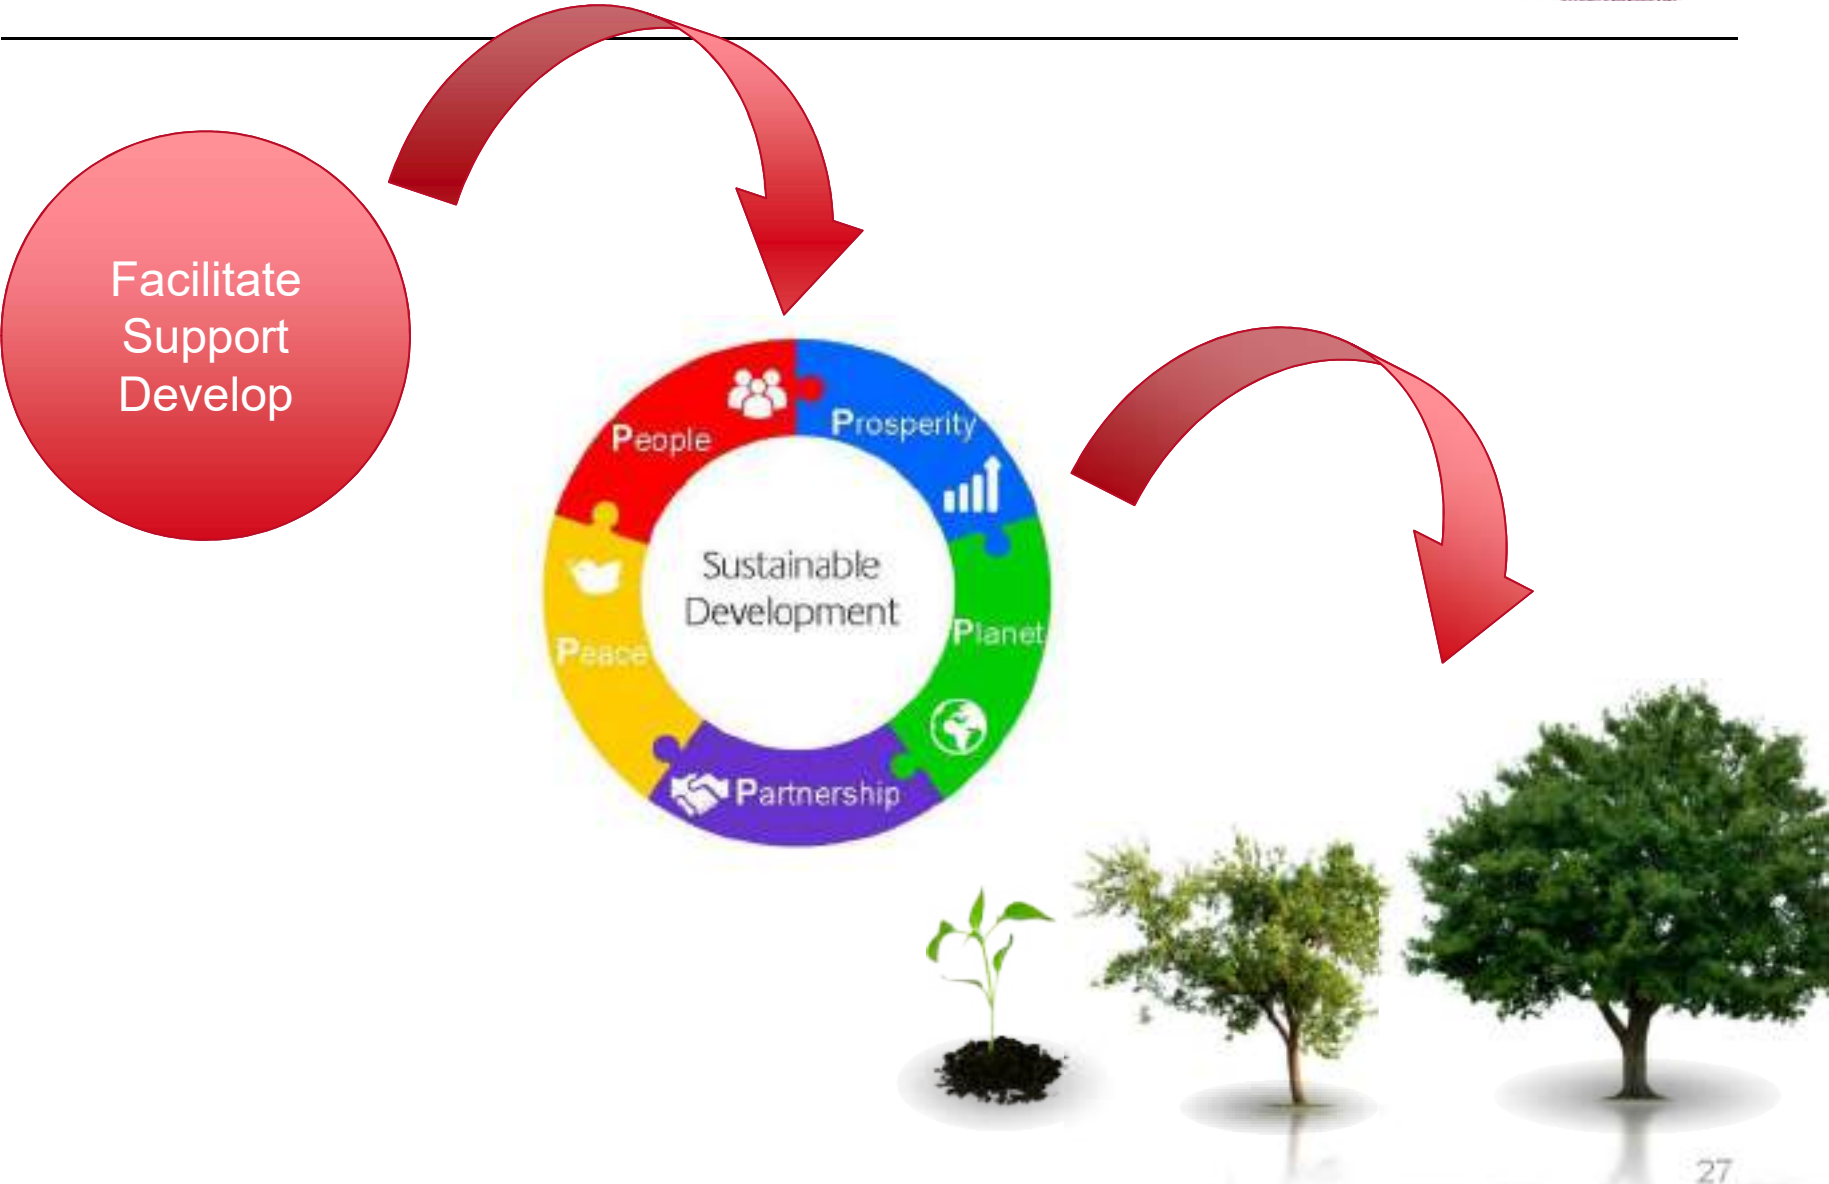 Facilitate
Support
Develop
People
Prosperity
Sustainable
Development
Peace
Planet
Partnership
27